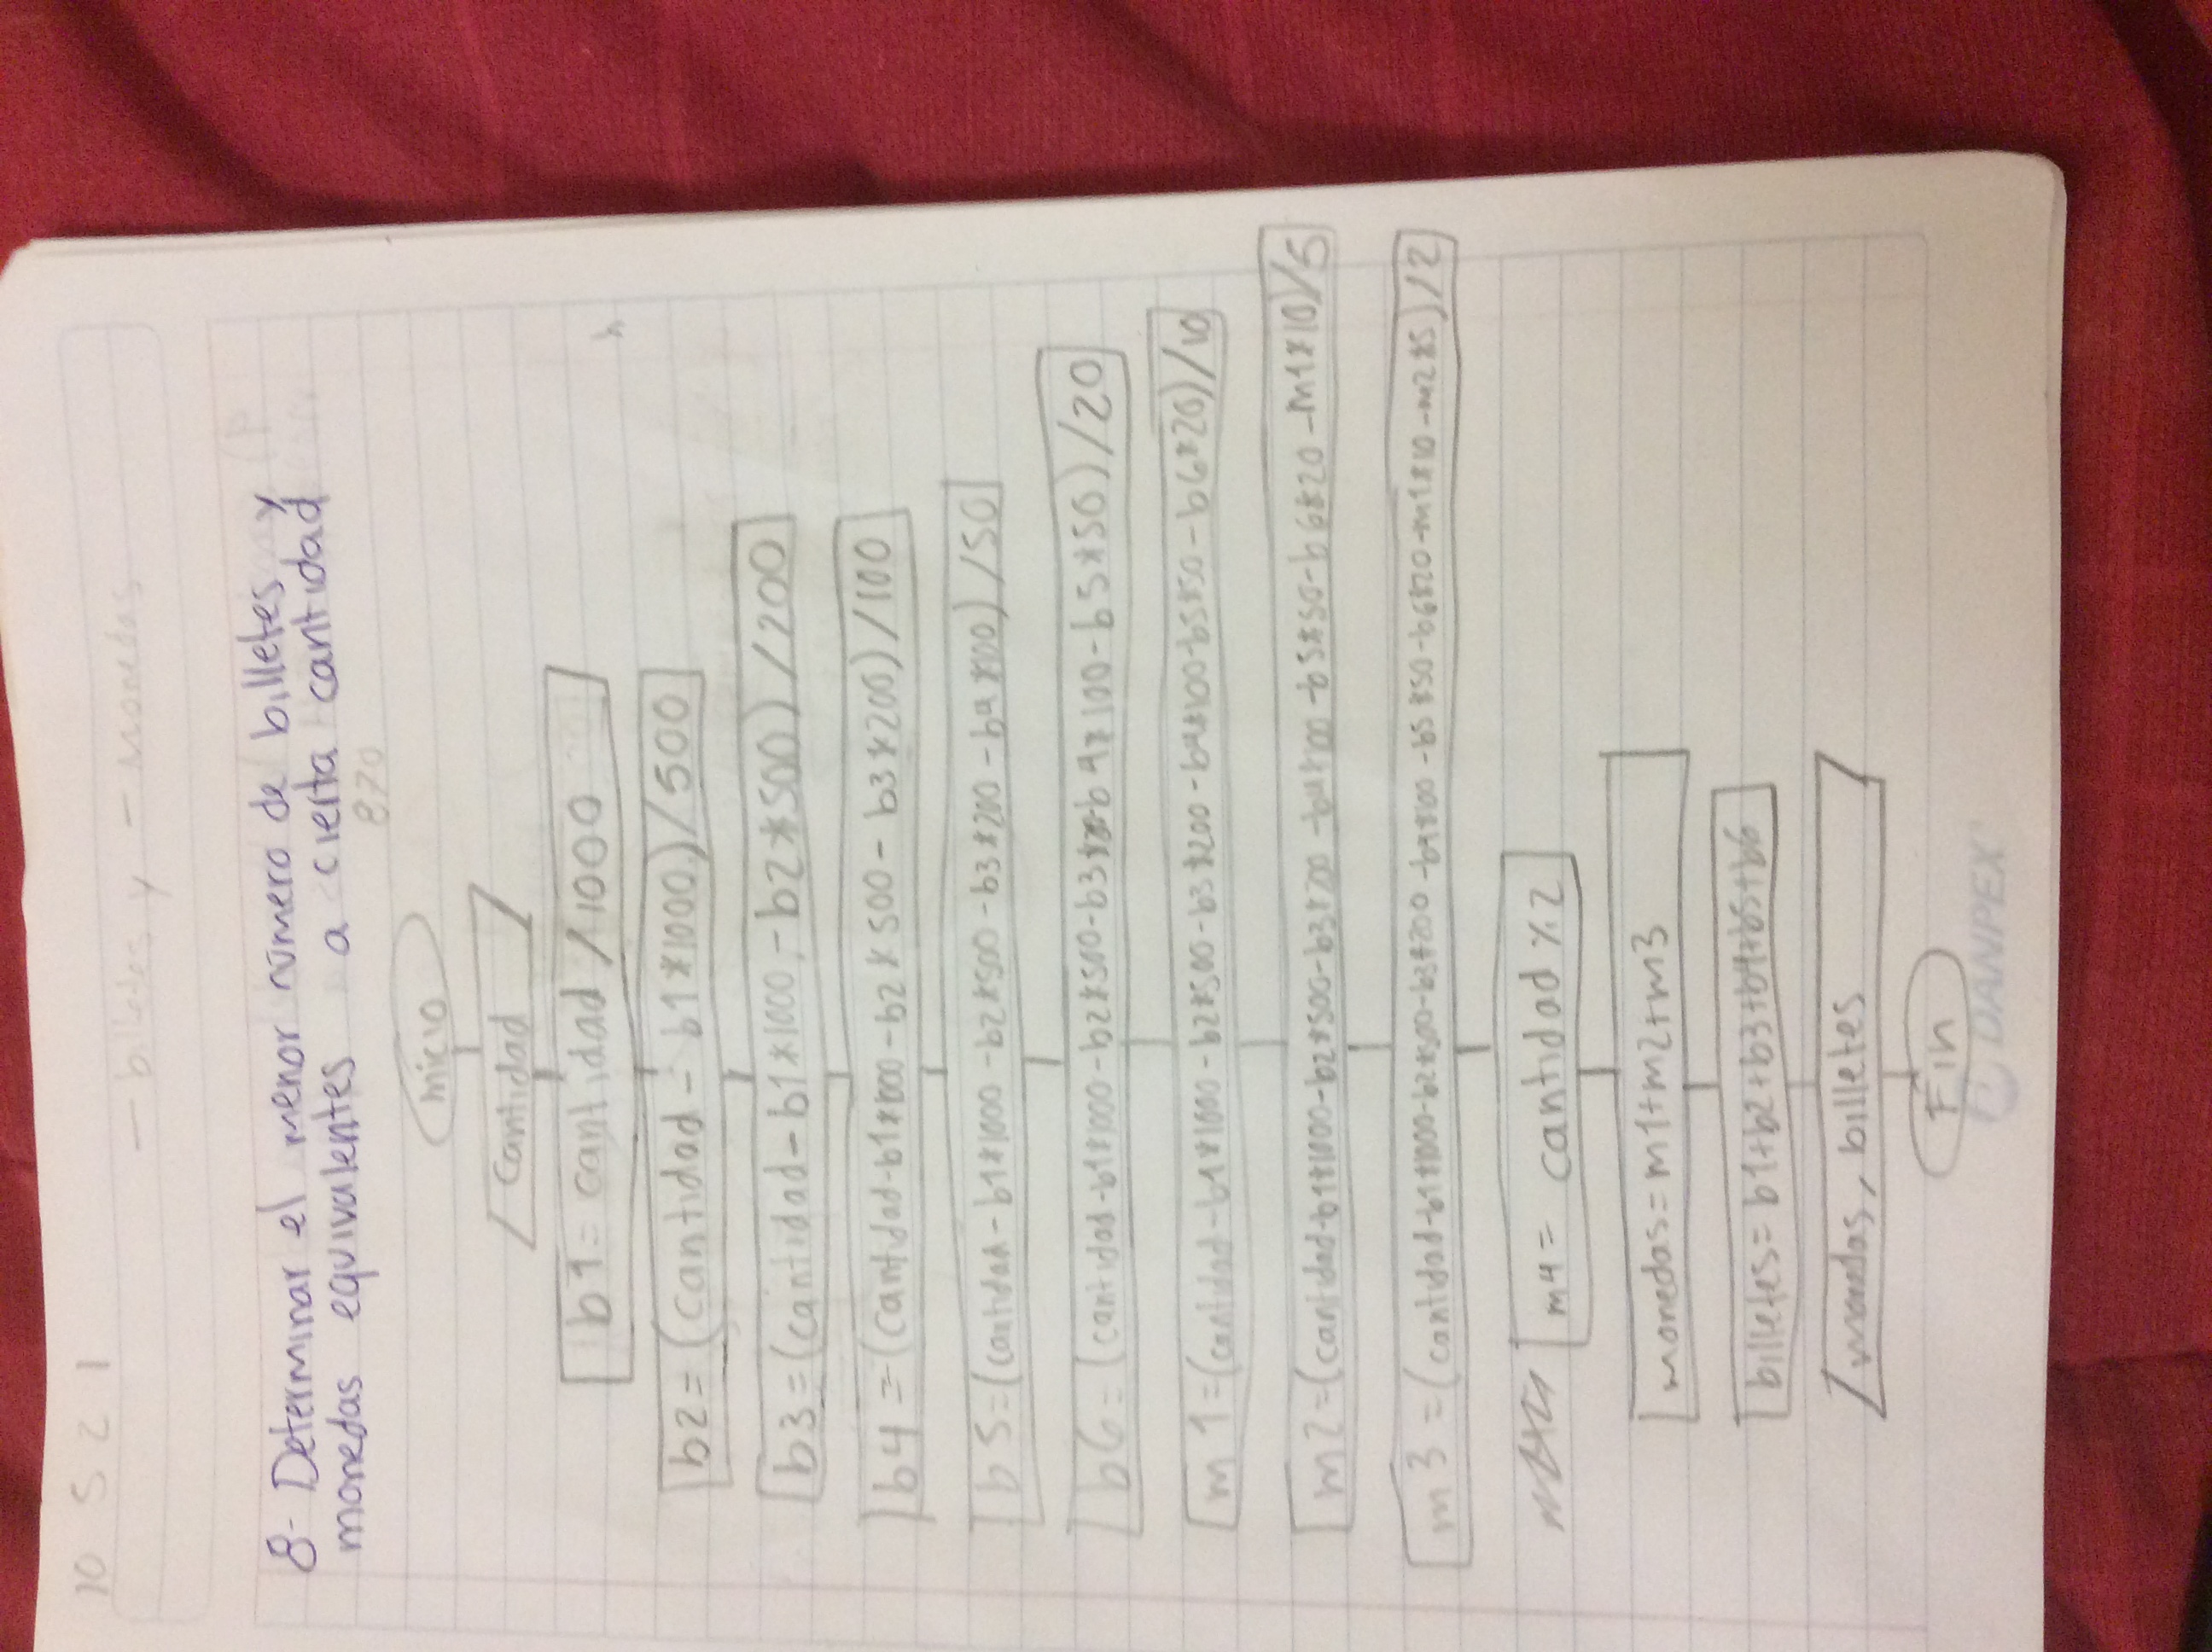 10 5 2 1
- billetes y - monedas
8- Determinar el menor número de billetes y
monedas equivalentes a cierta cantidad
870
inicio
cantidad
b1 = cantidad /1000
b2 = (cantidad - b1*1000)/500
b3 = (cantidad - b1*1000 - b2*500)/200
b4 = (cantidad - b1*1000 - b2*500 - b3*200)/100
b5 = (cantidad - b1*1000 - b2*500 - b3*200 - b4*100)/50
b6 = (cantidad - b1*1000 - b2*500 - b3*200 - b4*100 - b5*50)/20
m1 = (cantidad - b1*1000 - b2*500 - b3*200 - b4*100 - b5*50 - b6*20)/10
m2 = (cantidad - b1*1000 - b2*500 - b3*200 - b4*100 - b5*50 - b6*20 - m1*10)/5
m3 = (cantidad - b1*1000 - b2*500 - b3*200 - b4*100 - b5*50 - b6*20 - m1*10 - m2*5)/2
m4 = cantidad %2
monedas = m1+m2+m3
billetes = b1+b2+b3+b4+b5+b6
monedas, billetes
Fin
DANPEX